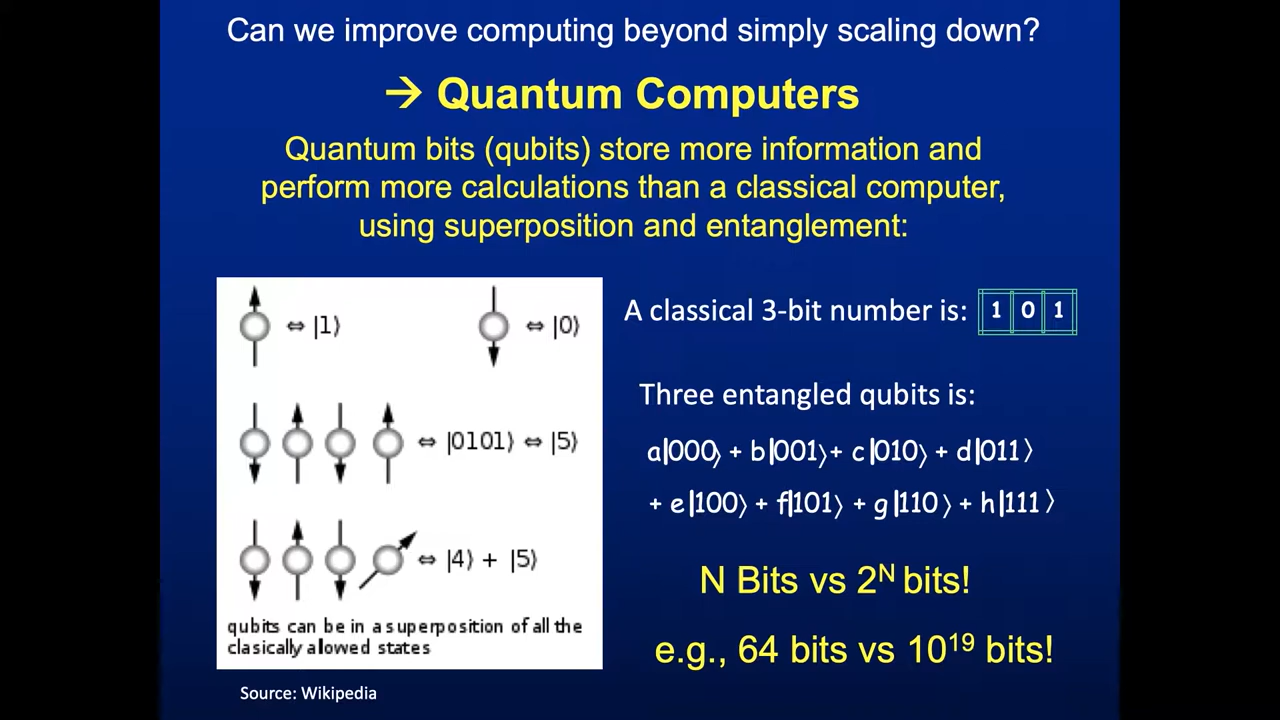 Can we improve computing beyond simply scaling down?
→ Quantum Computers
Quantum bits (qubits) store more information and
perform more calculations than a classical computer,
using superposition and entanglement:
⇔ |1⟩
⇔ |0⟩
⇔ |0101⟩ ⇔ |5⟩
⇔ |4⟩ + |5⟩
qubits can be in a superposition of all the
clasically allowed states
Source: Wikipedia
A classical 3-bit number is: 1 0 1
Three entangled qubits is:
a|000⟩ + b|001⟩ + c|010⟩ + d|011⟩
+ e|100⟩ + f|101⟩ + g|110⟩ + h|111⟩
N Bits vs 2ᴺ bits!
e.g., 64 bits vs 10¹⁹ bits!